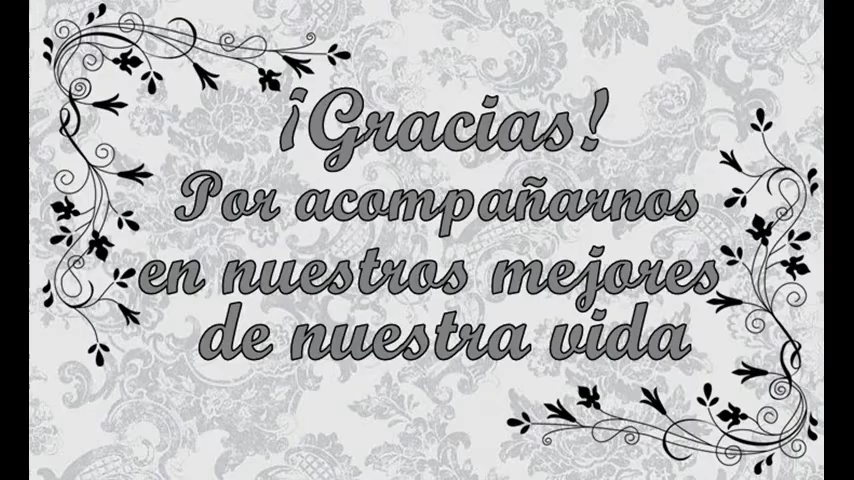 ¡Gracias!
Por acompañarnos
en nuestros mejores
de nuestra vida